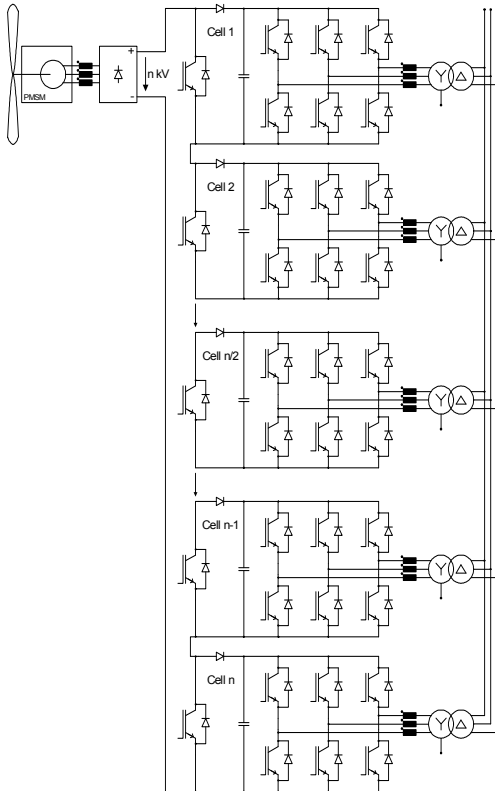 Cell 1
+
n kV
PMSM
-
Cell 2
Y
Cell n/2
Y
Cell n-1
Y
Cell n
Y